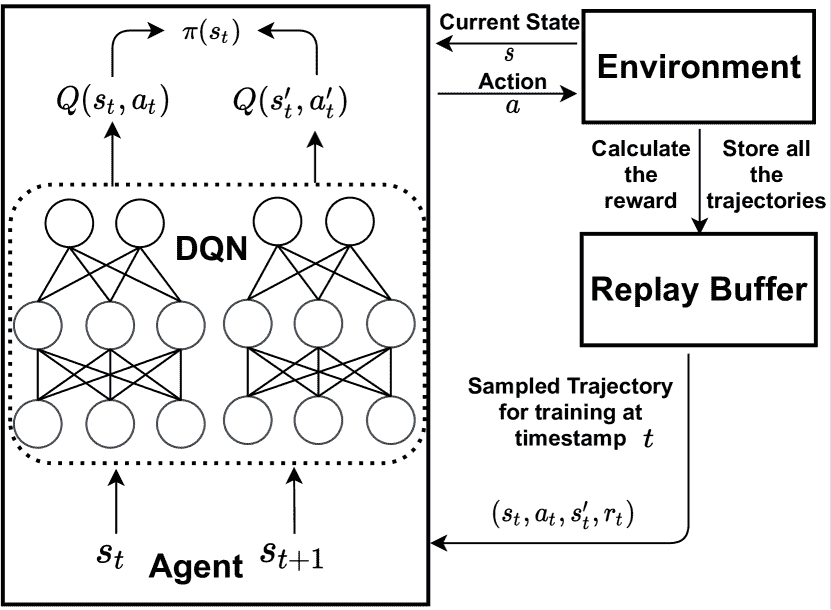 π(s_t)
Q(s_t, a_t)
Q(s′_t, a′_t)
DQN
s_t
s_{t+1}
Agent
Current State
s
Action
a
Environment
Calculate
the
reward
Store all
the
trajectories
Replay Buffer
Sampled Trajectory
for training at
timestamp t
(s_t, a_t, s′_t, r_t)